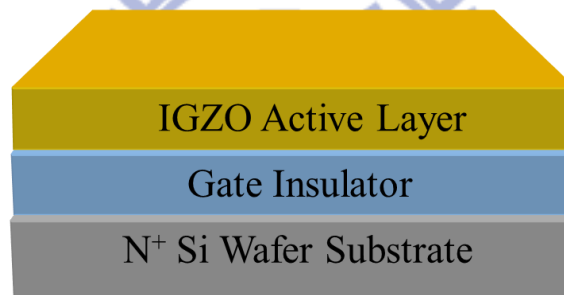 IGZO Active Layer
Gate Insulator
N⁺ Si Wafer Substrate